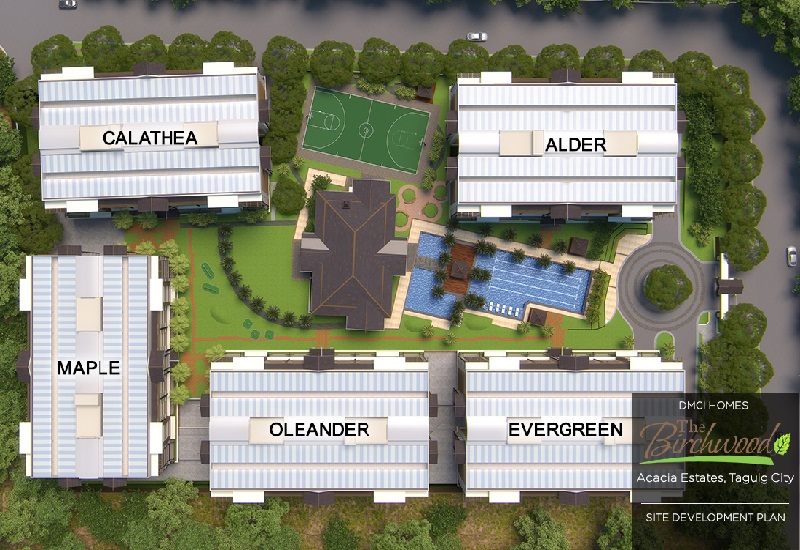 CALATHEA
ALDER
MAPLE
OLEANDER
EVERGREEN
DMCI HOMES
The
Birchwood
Acacia Estates, Taguig City
SITE DEVELOPMENT PLAN